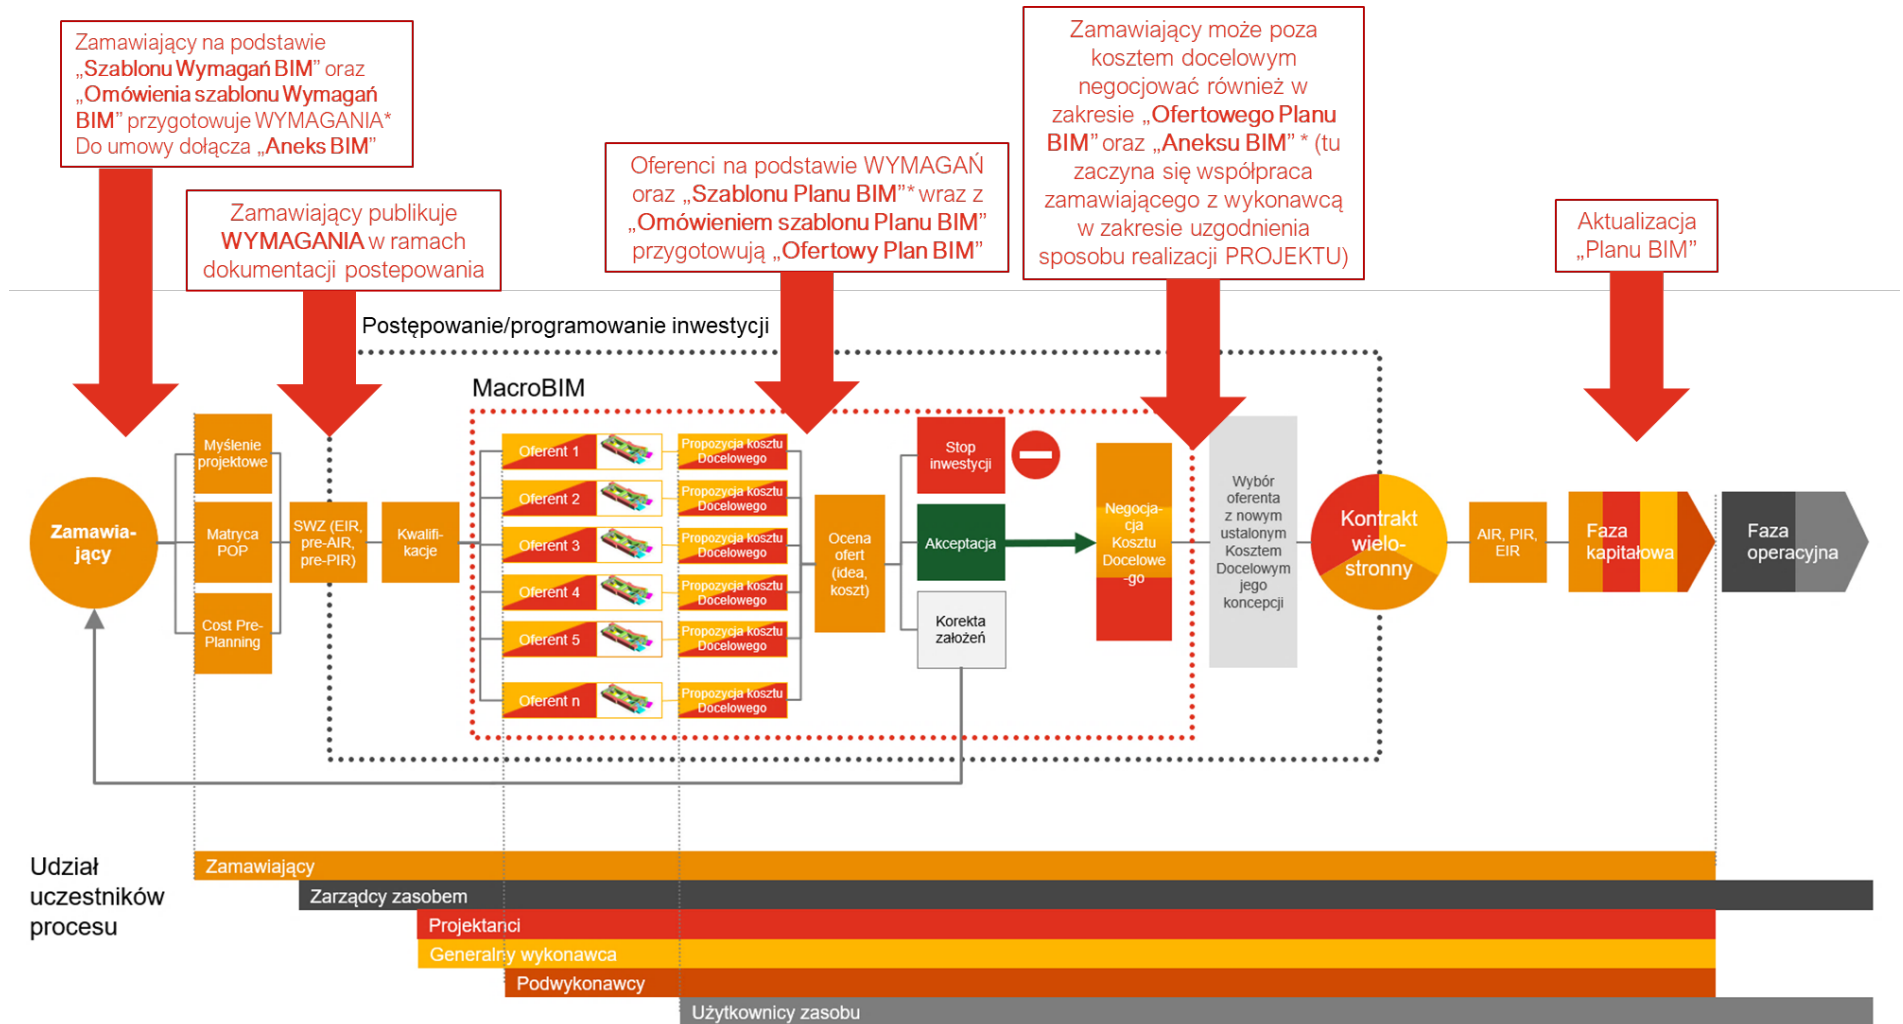 Zamawiający na podstawie
„Szablonu Wymagań BIM” oraz
„Omówienia szablonu Wymagań
BIM” przygotowuje WYMAGANIA*
Do umowy dołącza „Aneks BIM”
Zamawiający publikuje
WYMAGANIA w ramach
dokumentacji postepowania
Oferenci na podstawie WYMAGAŃ
oraz „Szablonu Planu BIM”* wraz z
„Omówieniem szablonu Planu BIM”
przygotowują „Ofertowy Plan BIM”
Zamawiający może poza
kosztem docelowym
negocjować również w
zakresie „Ofertowego Planu
BIM” oraz „Aneksu BIM” * (tu
zaczyna się współpraca
zamawiającego z wykonawcą
w zakresie uzgodnienia
sposobu realizacji PROJEKTU)
Aktualizacja
„Planu BIM”
Postępowanie/programowanie inwestycji
MacroBIM
Zamawia-
jący
Myślenie
projektowe
Matryca
POP
Cost Pre-
Planning
SWZ (EIR,
pre-AIR,
pre-PIR)
Kwalifi-
kacje
Oferent 1
Propozycja kosztu
Docelowego
Oferent 2
Propozycja kosztu
Docelowego
Oferent 3
Propozycja kosztu
Docelowego
Oferent 4
Propozycja kosztu
Docelowego
Oferent 5
Propozycja kosztu
Docelowego
Oferent n
Propozycja kosztu
Docelowego
Ocena
ofert
(idea,
koszt)
Stop
inwestycji
Akceptacja
Korekta
założeń
Negocja-
cja
Kosztu
Docelowe
-go
Wybór
oferenta
z nowym
ustalonym
Kosztem
Docelowym
jego
koncepcji
Kontrakt
wielo-
stronny
AIR, PIR,
EIR
Faza
kapitałowa
Faza
operacyjna
Udział
uczestników
procesu
Zamawiający
Zarządcy zasobem
Projektanci
Generalny wykonawca
Podwykonawcy
Użytkownicy zasobu